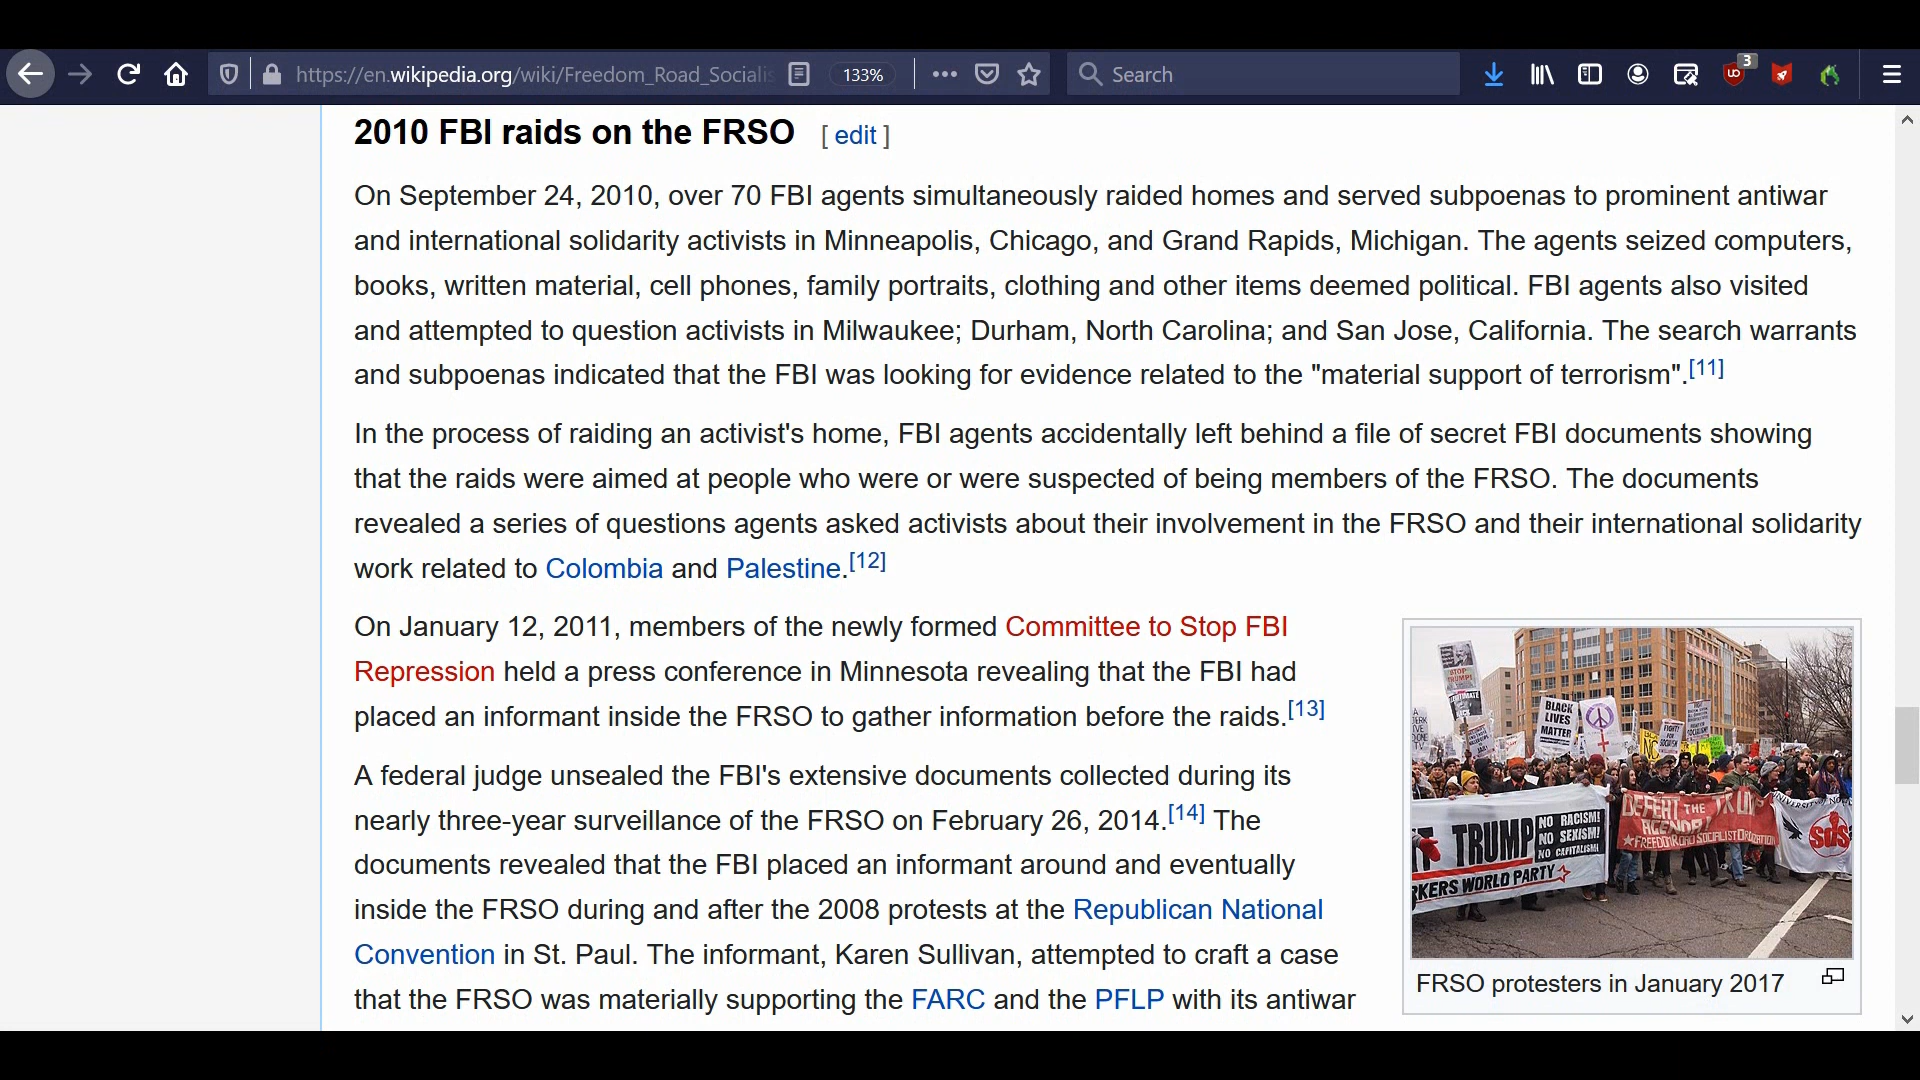 https://en.wikipedia.org/wiki/Freedom_Road_Socialis
133%
Search
3
2010 FBI raids on the FRSO [ edit ]
On September 24, 2010, over 70 FBI agents simultaneously raided homes and served subpoenas to prominent antiwar
and international solidarity activists in Minneapolis, Chicago, and Grand Rapids, Michigan. The agents seized computers,
books, written material, cell phones, family portraits, clothing and other items deemed political. FBI agents also visited
and attempted to question activists in Milwaukee; Durham, North Carolina; and San Jose, California. The search warrants
and subpoenas indicated that the FBI was looking for evidence related to the "material support of terrorism".[11]
In the process of raiding an activist's home, FBI agents accidentally left behind a file of secret FBI documents showing
that the raids were aimed at people who were or were suspected of being members of the FRSO. The documents
revealed a series of questions agents asked activists about their involvement in the FRSO and their international solidarity
work related to Colombia and Palestine.[12]
On January 12, 2011, members of the newly formed Committee to Stop FBI
Repression held a press conference in Minnesota revealing that the FBI had
placed an informant inside the FRSO to gather information before the raids.[13]
A federal judge unsealed the FBI's extensive documents collected during its
nearly three-year surveillance of the FRSO on February 26, 2014.[14] The
documents revealed that the FBI placed an informant around and eventually
inside the FRSO during and after the 2008 protests at the Republican National
Convention in St. Paul. The informant, Karen Sullivan, attempted to craft a case
that the FRSO was materially supporting the FARC and the PFLP with its antiwar
BLACK
LIVES
MATTER
TRUMP
NO RACISM!
NO SEXISM!
NO CAPITALISM!
RKERS WORLD PARTY
DEFEAT THE
AGENDA!
sds
FRSO protesters in January 2017